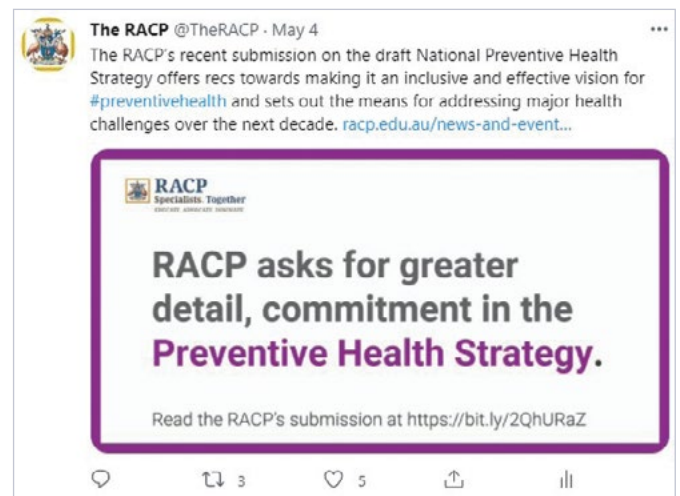 The RACP @TheRACP · May 4
The RACP's recent submission on the draft National Preventive Health
Strategy offers recs towards making it an inclusive and effective vision for
#preventivehealth and sets out the means for addressing major health
challenges over the next decade. racp.edu.au/news-and-event...
RACP
Specialists. Together
EDUCATE ADVOCATE INNOVATE
RACP asks for greater
detail, commitment in the
Preventive Health Strategy.
Read the RACP's submission at https://bit.ly/2QhURaZ
3 5